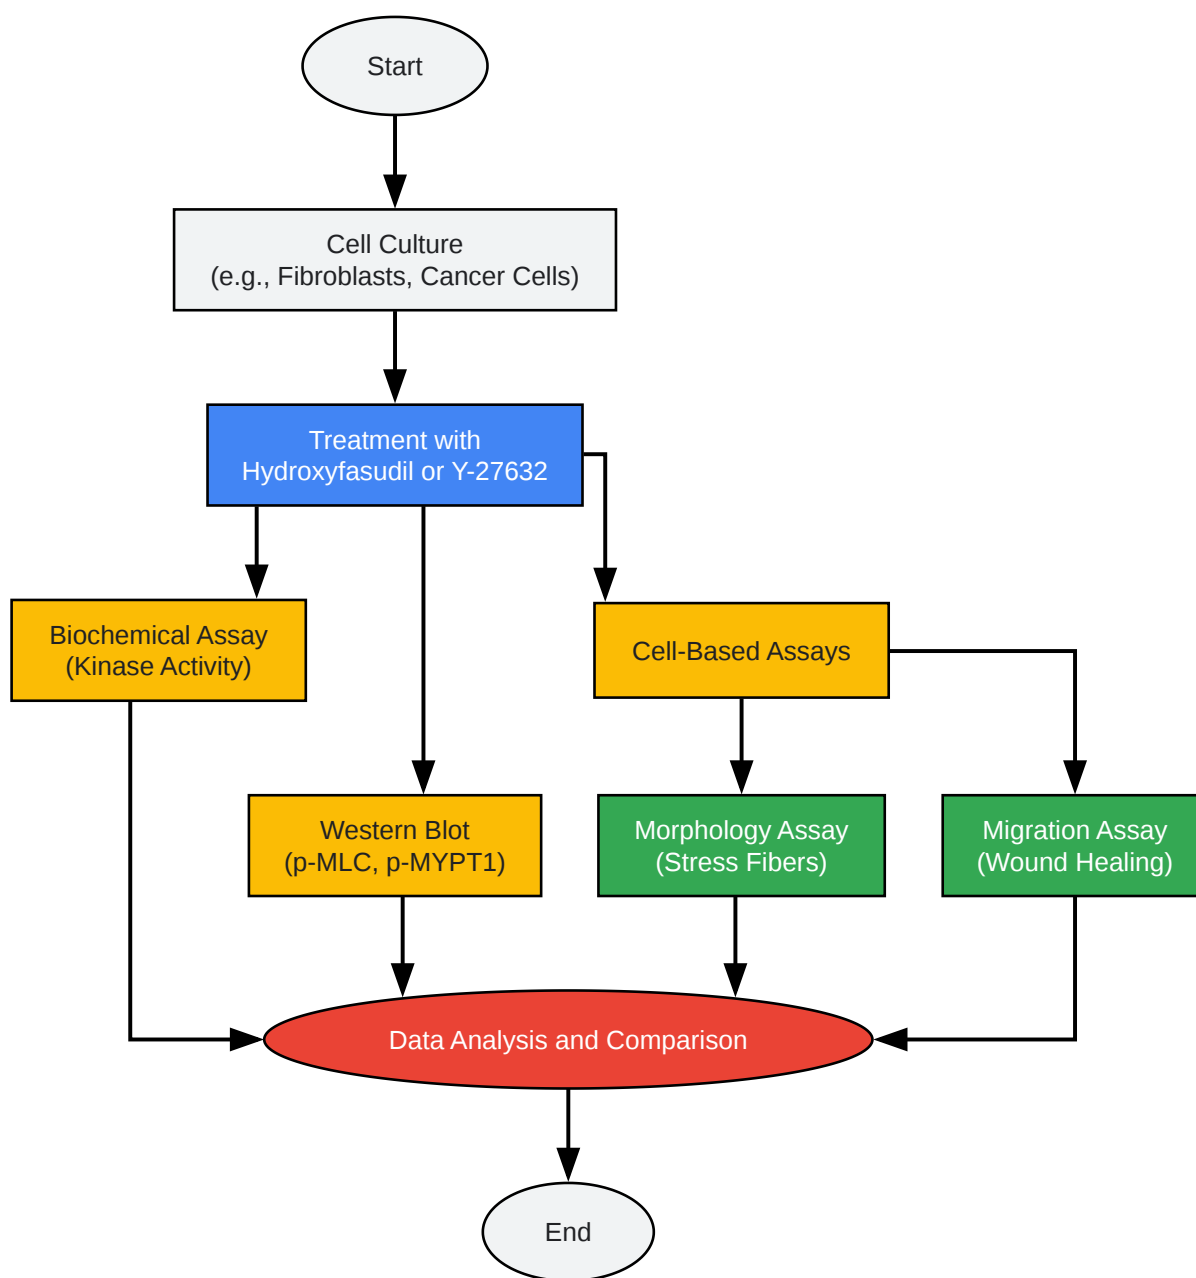 Start
Cell Culture
(e.g., Fibroblasts, Cancer Cells)
Treatment with
Hydroxyfasudil or Y-27632
Biochemical Assay
(Kinase Activity)
Cell-Based Assays
Western Blot
(p-MLC, p-MYPT1)
Morphology Assay
(Stress Fibers)
Migration Assay
(Wound Healing)
Data Analysis and Comparison
End